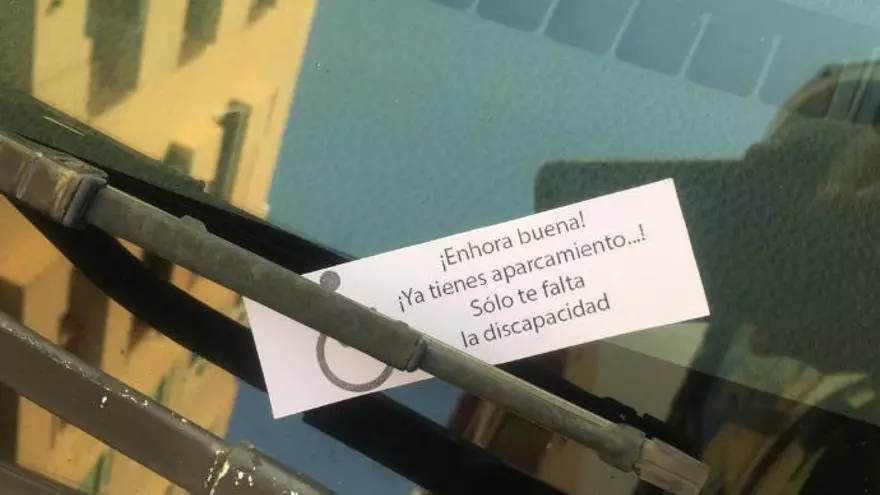 ¡Enhora buena!
¡Ya tienes aparcamiento...!
Sólo te falta
la discapacidad